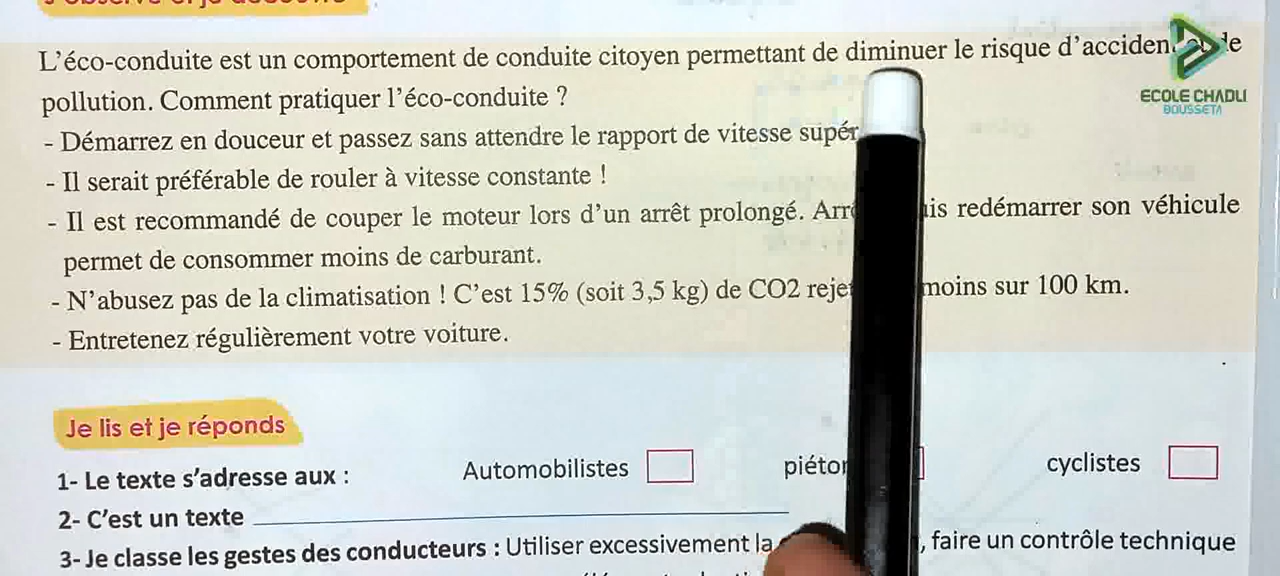 L'éco-conduite est un comportement de conduite citoyen permettant de diminuer le risque d'acciden
pollution. Comment pratiquer l'éco-conduite ?
- Démarrez en douceur et passez sans attendre le rapport de vitesse supér
- Il serait préférable de rouler à vitesse constante !
- Il est recommandé de couper le moteur lors d'un arrêt prolongé. redémarrer son véhicule
permet de consommer moins de carburant.
- N'abusez pas de la climatisation ! C'est 15% (soit 3,5 kg) de CO2 moins sur 100 km.
- Entretenez régulièrement votre voiture.
ECOLE CHADLI
BOUSSETA
Je lis et je réponds
1- Le texte s'adresse aux : Automobilistes piéton cyclistes
2- C'est un texte
3- Je classe les gestes des conducteurs : Utiliser excessivement la , faire un contrôle technique